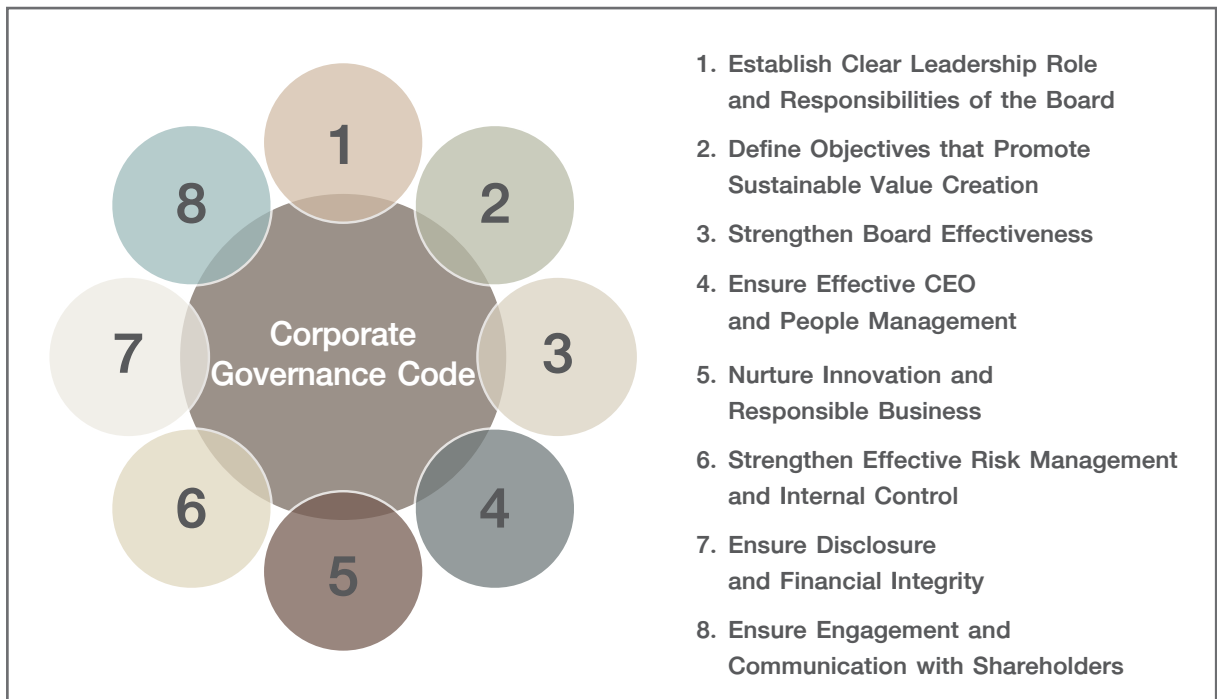 1
2
3
4
5
6
7
8
Corporate
Governance Code
1. Establish Clear Leadership Role
and Responsibilities of the Board
2. Define Objectives that Promote
Sustainable Value Creation
3. Strengthen Board Effectiveness
4. Ensure Effective CEO
and People Management
5. Nurture Innovation and
Responsible Business
6. Strengthen Effective Risk Management
and Internal Control
7. Ensure Disclosure
and Financial Integrity
8. Ensure Engagement and
Communication with Shareholders